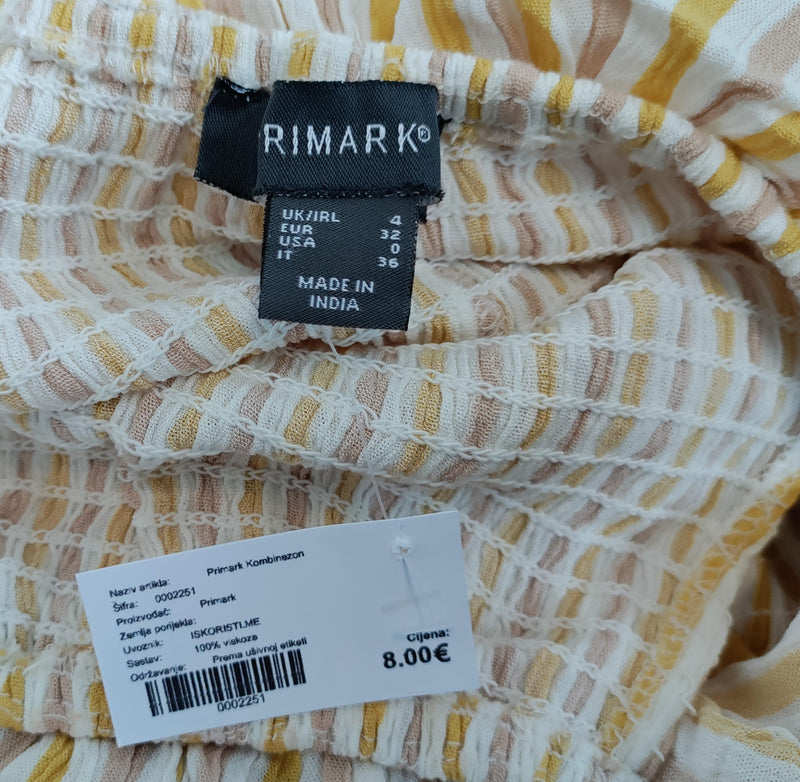 RIMARK®
UK/IRL 4
EUR 32
USA 0
IT 36
MADE IN
INDIA
Naziv artikla: Primark Kombinezon
Šifra: 0002251
Proizvođač: Primark
Zemlja porijekla:
Uvoznik: ISKORISTI.ME
Sastav: 100% viskoza
Održavanje: Prema ušivnoj etiketi
0002251
Cijena:
8.00€